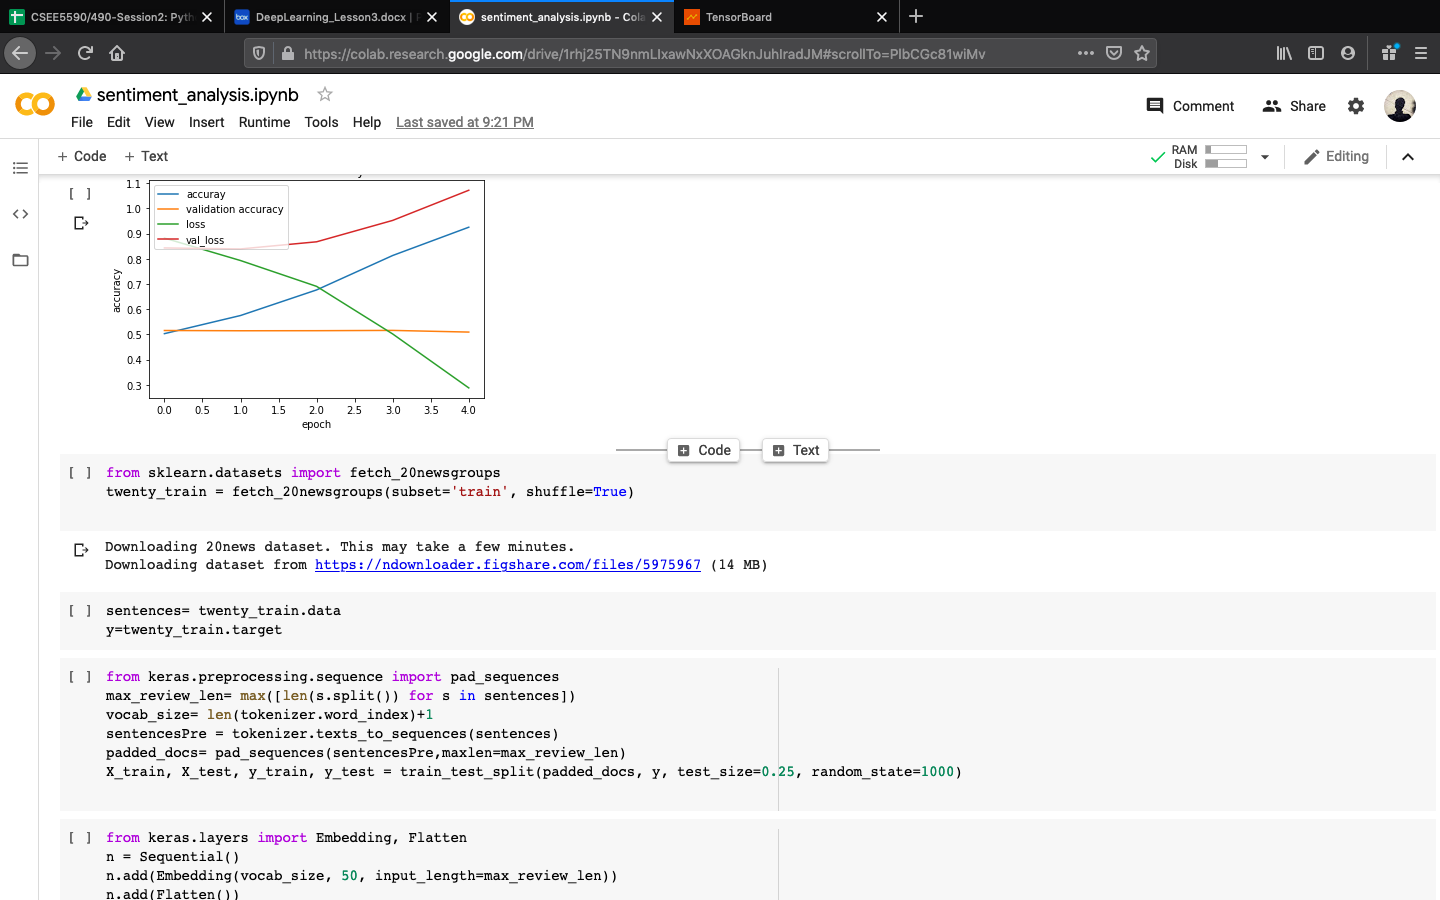 CSEE5590/490-Session2: Pyth
DeepLearning_Lesson3.docx | P
sentiment_analysis.ipynb - Cola
TensorBoard
https://colab.research.google.com/drive/1rhj25TN9nmLIxawNxXOAGknJuhIradJM#scrollTo=PlbCGc81wiMv
sentiment_analysis.ipynb
Comment
Share
File Edit View Insert Runtime Tools Help Last saved at 9:21 PM
+ Code + Text
RAM
Disk
Editing
[ ]
1.1
1.0
0.9
0.8
0.7
0.6
0.5
0.4
0.3
accuracy
accuray
validation accuracy
loss
val_loss
0.0 0.5 1.0 1.5 2.0 2.5 3.0 3.5 4.0
epoch
Code Text
[ ] from sklearn.datasets import fetch_20newsgroups
twenty_train = fetch_20newsgroups(subset='train', shuffle=True)
Downloading 20news dataset. This may take a few minutes.
Downloading dataset from https://ndownloader.figshare.com/files/5975967 (14 MB)
[ ] sentences= twenty_train.data
y=twenty_train.target
[ ] from keras.preprocessing.sequence import pad_sequences
max_review_len= max([len(s.split()) for s in sentences])
vocab_size= len(tokenizer.word_index)+1
sentencesPre = tokenizer.texts_to_sequences(sentences)
padded_docs= pad_sequences(sentencesPre,maxlen=max_review_len)
X_train, X_test, y_train, y_test = train_test_split(padded_docs, y, test_size=0.25, random_state=1000)
[ ] from keras.layers import Embedding, Flatten
n = Sequential()
n.add(Embedding(vocab_size, 50, input_length=max_review_len))
n.add(Flatten())